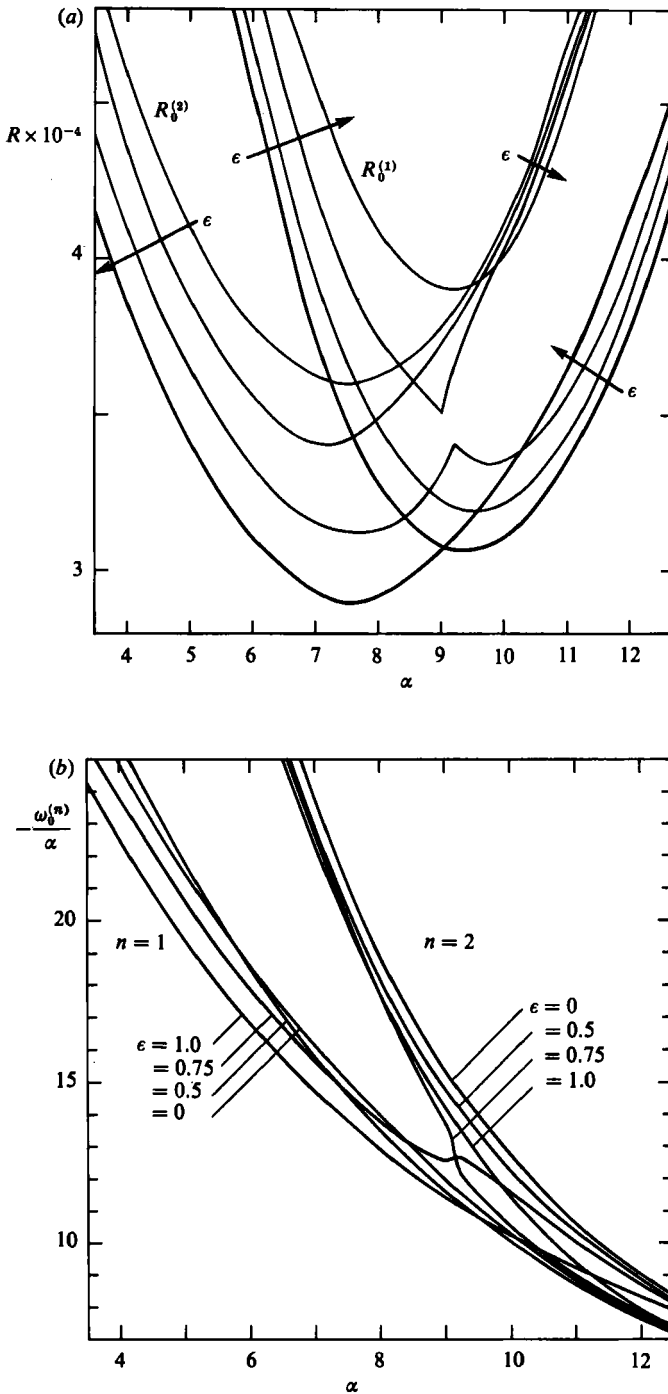 (a)
R₀⁽²⁾
R × 10⁻⁴
ϵ
R₀⁽¹⁾
ϵ
ϵ
4
ϵ
3
4 5 6 7 8 9 10 11 12
α
(b)
−ω₀⁽ⁿ⁾/α
20
n = 1
n = 2
ϵ = 0
= 0.5
= 0.75
= 1.0
ϵ = 1.0
= 0.75
= 0.5
= 0
15
10
4 6 8 10 12
α